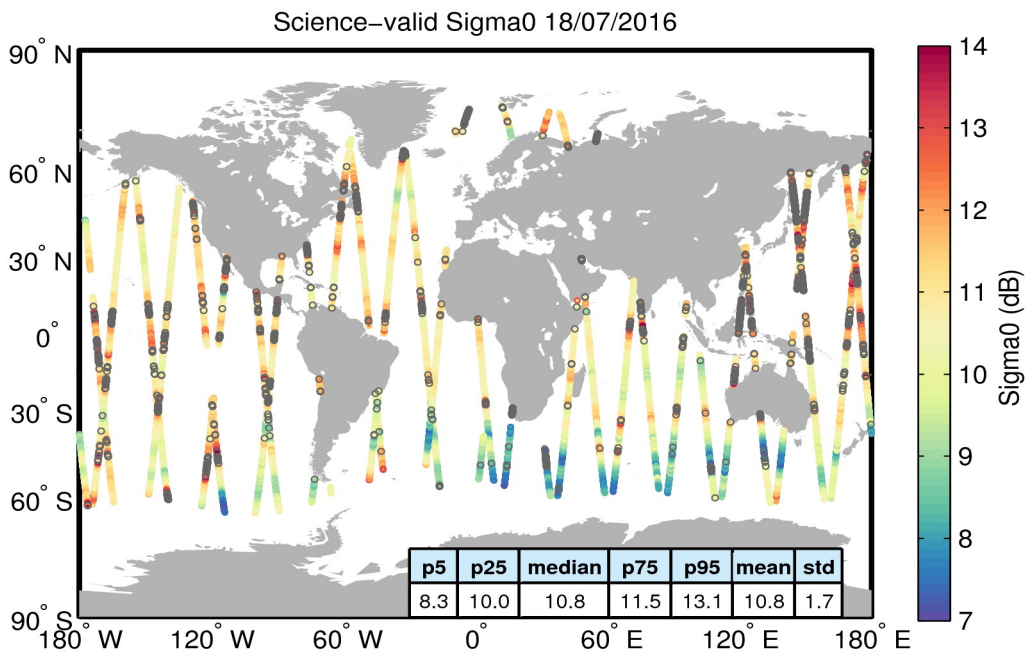 Science−valid Sigma0 18/07/2016
90° N
60° N
30° N
0°
30° S
60° S
90° S
180° W 120° W 60° W 0° 60° E 120° E 180° E
p5 p25 median p75 p95 mean std
8.3 10.0 10.8 11.5 13.1 10.8 1.7
14
13
12
11
10
9
8
7
Sigma0 (dB)